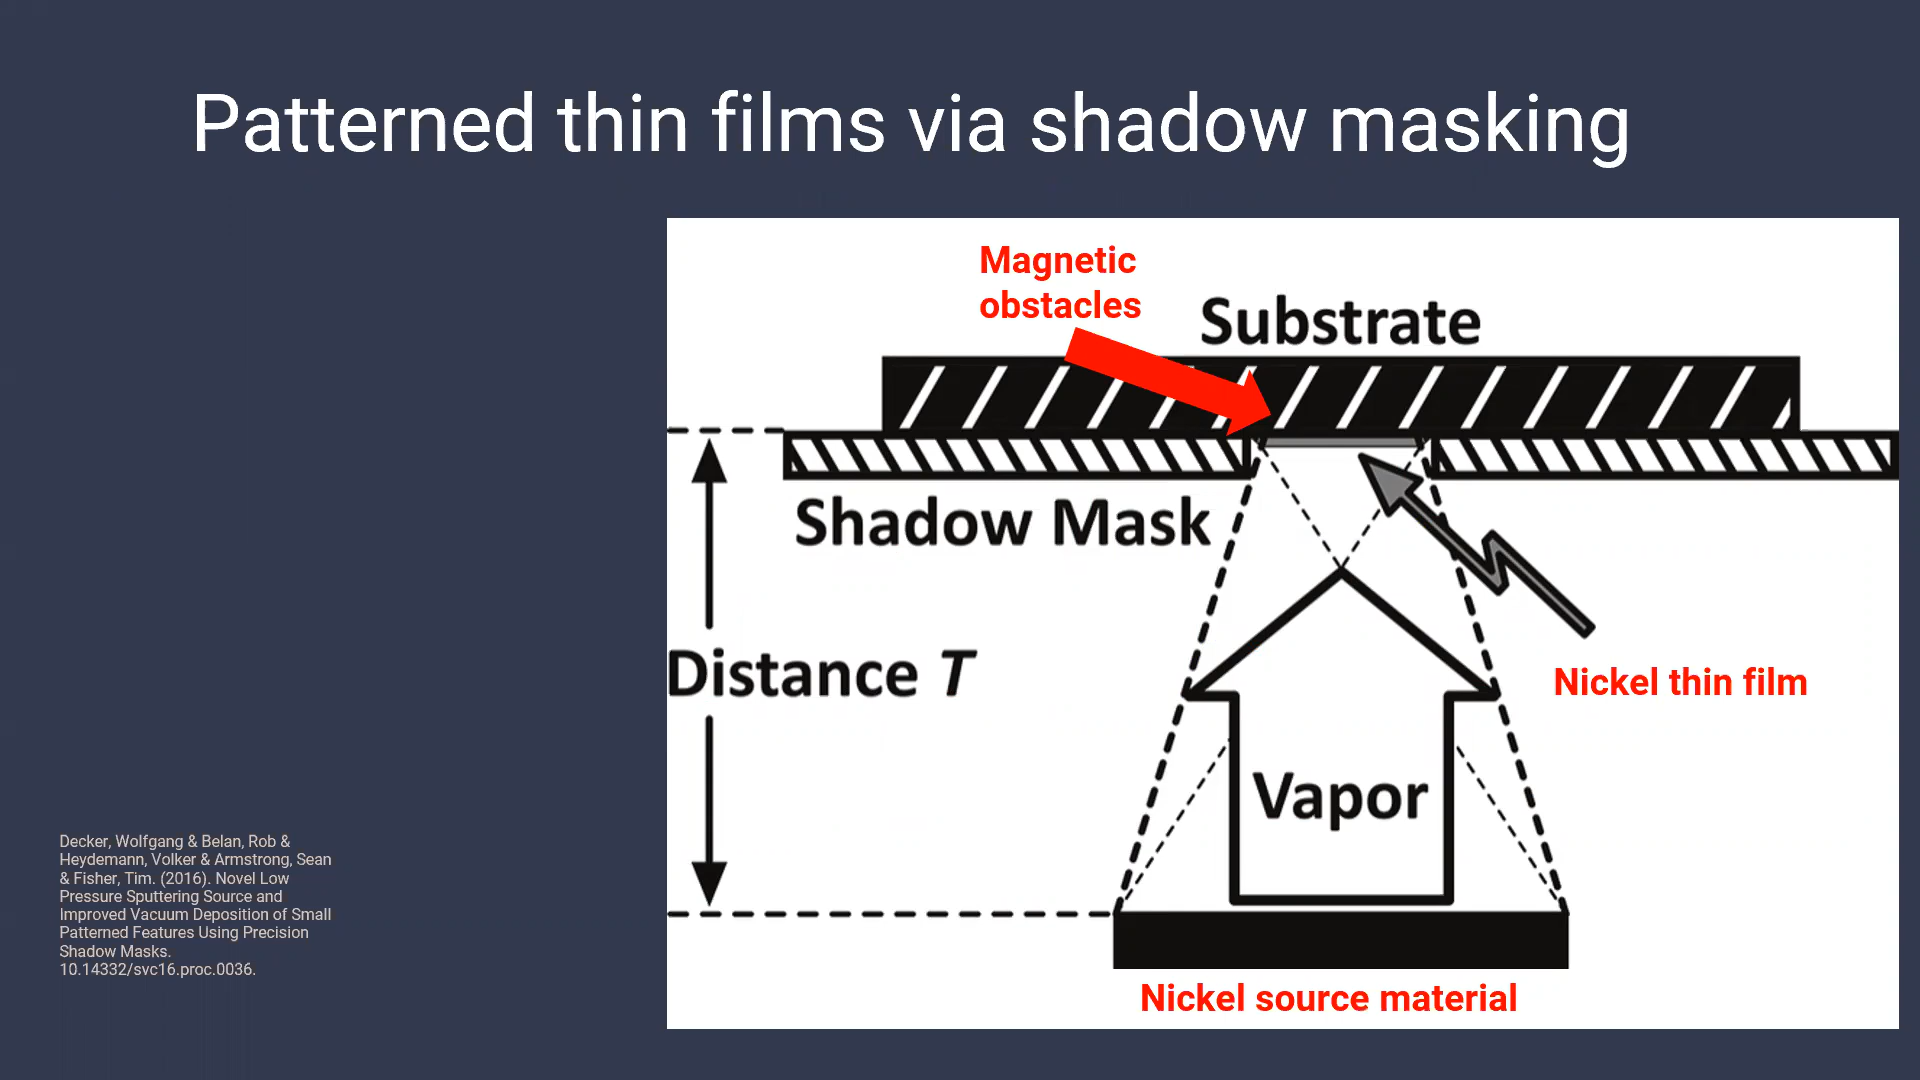 Patterned thin films via shadow masking
Magnetic
obstacles
Substrate
Shadow Mask
Distance T
Nickel thin film
Vapor
Nickel source material
Decker, Wolfgang & Belan, Rob &
Heydemann, Volker & Armstrong, Sean
& Fisher, Tim. (2016). Novel Low
Pressure Sputtering Source and
Improved Vacuum Deposition of Small
Patterned Features Using Precision
Shadow Masks.
10.14332/svc16.proc.0036.